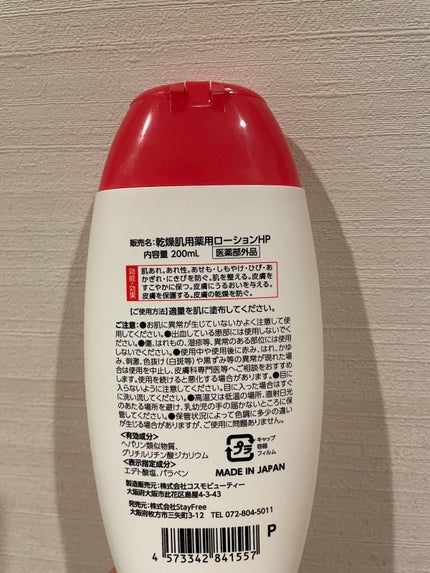 販売名：乾燥肌用薬用ローションHP
内容量 200mL 医薬部外品
効能・効果
肌あれ。あれ性。あせも・しもやけ・ひび・あ
かぎれ・にきびを防ぐ。肌を整える。皮膚を
すこやかに保つ。皮膚にうるおいを与える。
皮膚を保護する。皮膚の乾燥を防ぐ。
【ご使用方法】適量を肌に塗布してください。
ご注意：●お肌に異常が生じていないかよく注意して使
用してください。●出血している患部には使用しないでく
ださい。●傷、はれもの、湿疹等、異常のある部位には使用
しないでください。●使用中や使用後に赤み、はれ、かゆ
み、刺激、色抜け（白斑等）や黒ずみ等の異常が現れた場
合は使用を中止し、皮膚科専門医等へご相談をおすすめ
します。使用を続けると悪化する場合があります。●目に
入らないように注意してください。目に入った場合はすぐ
に洗い流してください。●高温又は低温の場所、直射日光
のあたる場所を避け、乳幼児の手の届かないところに保
管してください。●保管状況によって色調に多少の違い
が生じる場合がありますが、ご使用に問題ありません。
<有効成分>
ヘパリン類似物質、
グリチルリチン酸ジカリウム
<表示指定成分>
エデト酸塩、パラベン
プラ
キャップ
容器
フィルム
MADE IN JAPAN
製造販売元：株式会社コスモビューティー
大阪府大阪市此花区島屋4-3-43
発売元：株式会社StayFree
大阪府枚方市三矢町3-12 TEL 072-804-5011
P
4 573342 841557